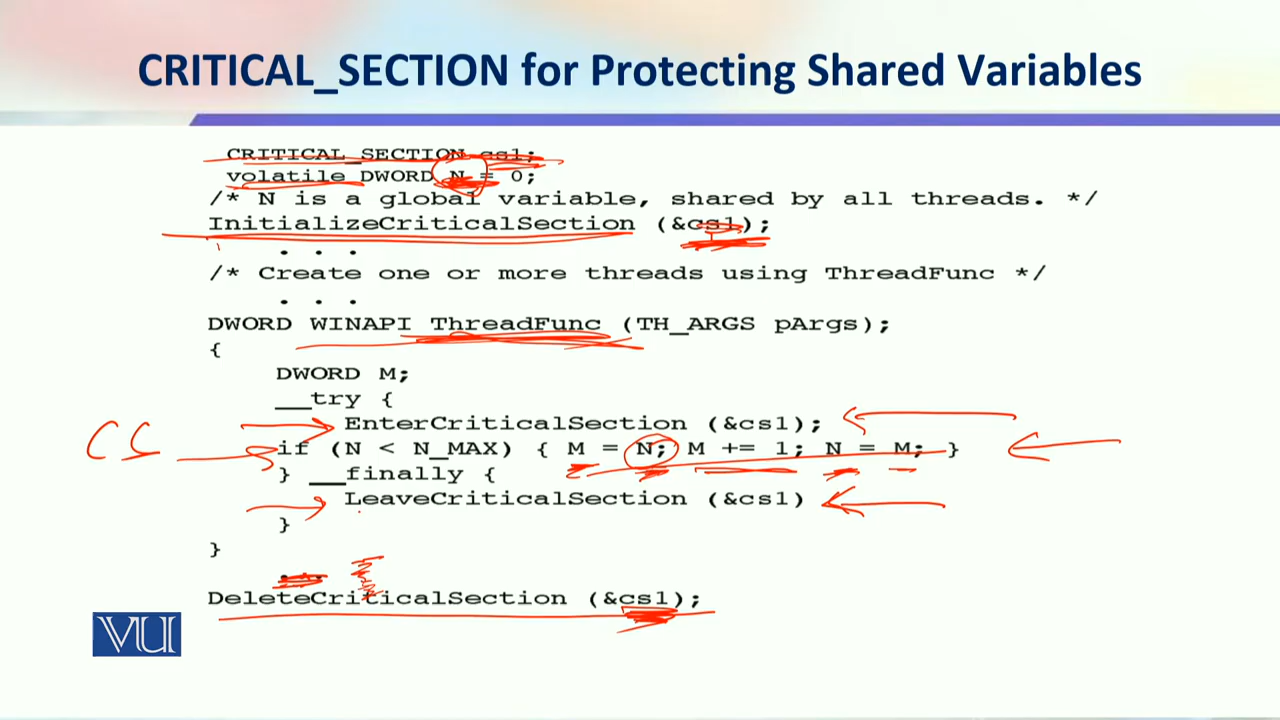 CRITICAL_SECTION for Protecting Shared Variables
CRITICAL_SECTION cs1;
volatile DWORD N = 0;
/* N is a global variable, shared by all threads. */
InitializeCriticalSection (&cs1);
. . .
/* Create one or more threads using ThreadFunc */
. . .
DWORD WINAPI ThreadFunc (TH_ARGS pArgs);
{
DWORD M;
__try {
EnterCriticalSection (&cs1);
if (N < N_MAX) { M = N; M += 1; N = M; }
} __finally {
LeaveCriticalSection (&cs1)
}
}
. . .
DeleteCriticalSection (&cs1);
VU